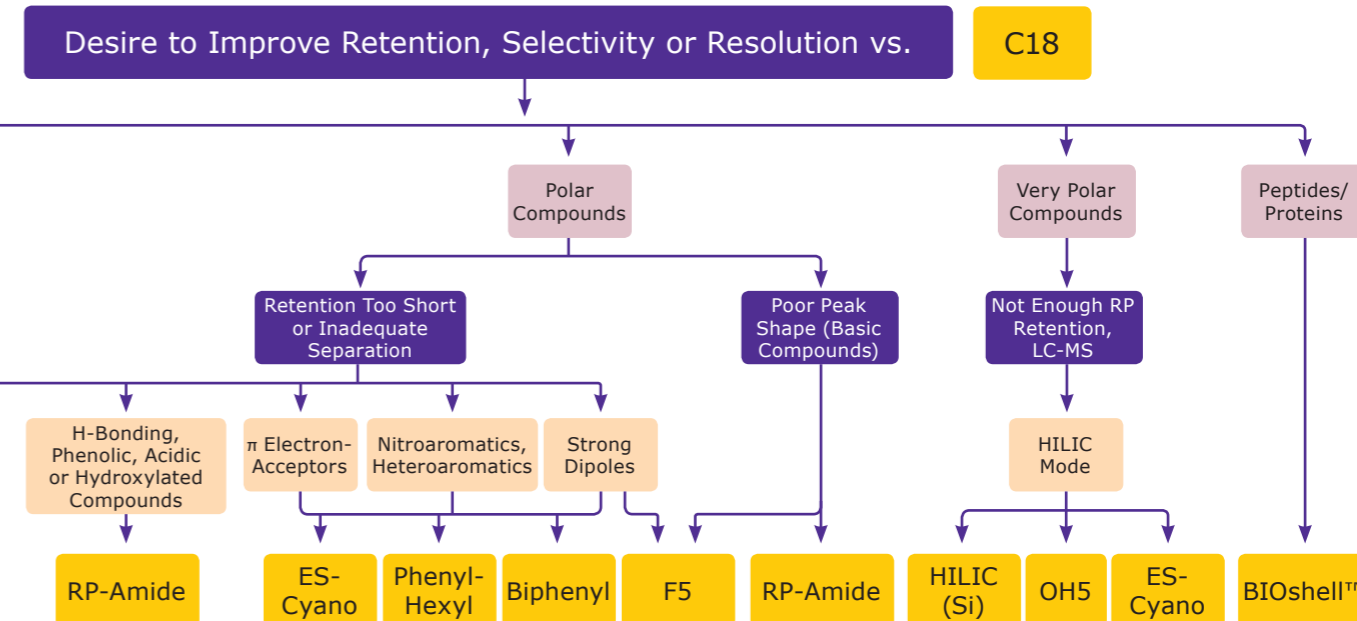 Desire to Improve Retention, Selectivity or Resolution vs.
C18
Polar
Compounds
Very Polar
Compounds
Peptides/
Proteins
Retention Too Short
or Inadequate
Separation
Poor Peak
Shape (Basic
Compounds)
Not Enough RP
Retention,
LC-MS
H-Bonding,
Phenolic, Acidic
or Hydroxylated
Compounds
π Electron-
Acceptors
Nitroaromatics,
Heteroaromatics
Strong
Dipoles
HILIC
Mode
RP-Amide
ES-
Cyano
Phenyl-
Hexyl
Biphenyl
F5
RP-Amide
HILIC
(Si)
OH5
ES-
Cyano
BIOshell™